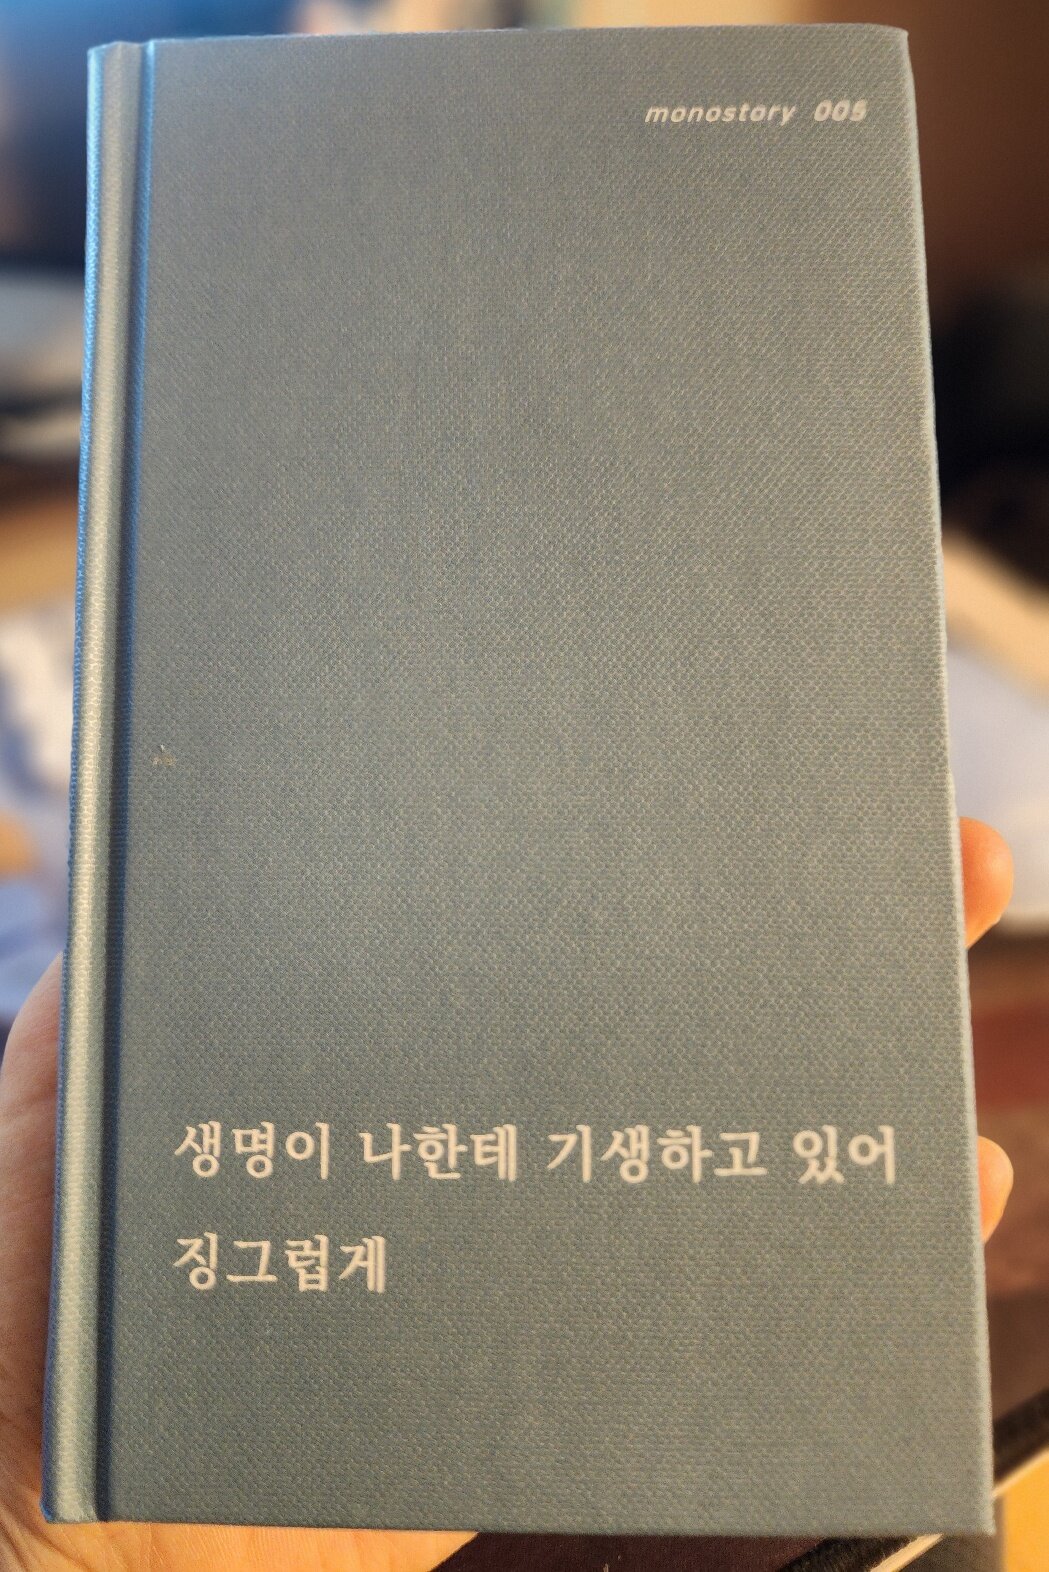 monostory 005
생명이 나한테 기생하고 있어
징그럽게